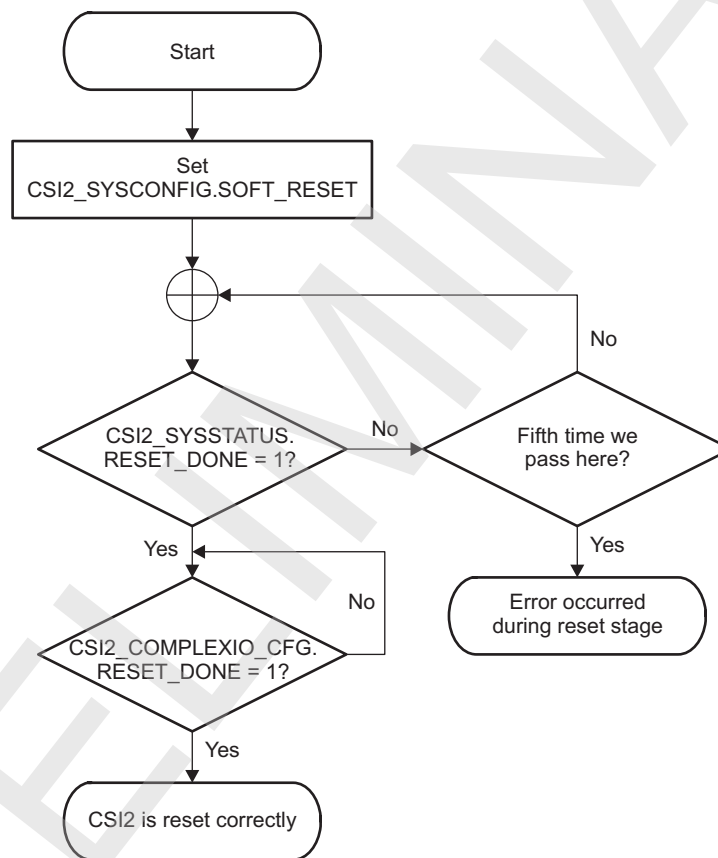 Start
Set
CSI2_SYSCONFIG.SOFT_RESET
No
CSI2_SYSSTATUS.
RESET_DONE = 1?
No
Fifth time we
pass here?
Yes
Yes
No
Error occurred
during reset stage
CSI2_COMPLEXIO_CFG.
RESET_DONE = 1?
Yes
CSI2 is reset correctly
ELIMINA